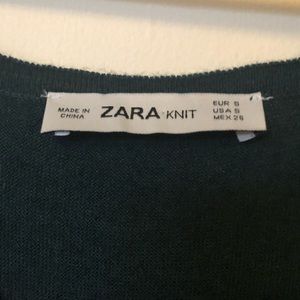 MADE IN
CHINA
ZARA KNIT
EUR S
USA S
MEX 26